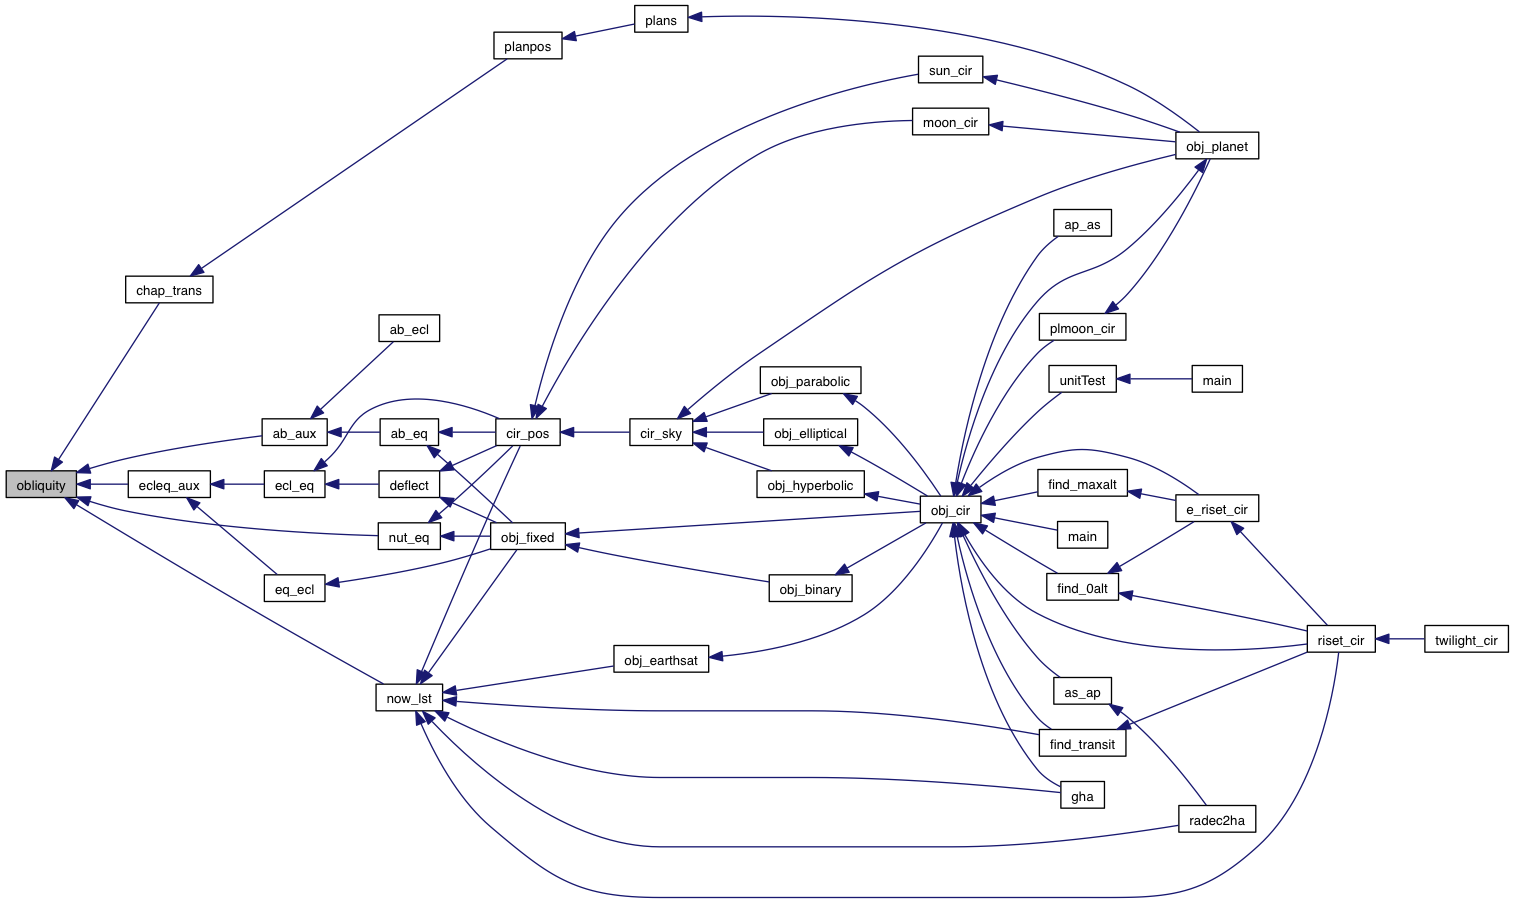 plans
planpos
sun_cir
moon_cir
obj_planet
ap_as
chap_trans
ab_ecl
plmoon_cir
obj_parabolic
unitTest
main
ab_aux
ab_eq
cir_pos
cir_sky
obj_elliptical
obliquity
ecleq_aux
ecl_eq
deflect
obj_hyperbolic
find_maxalt
obj_cir
e_riset_cir
nut_eq
obj_fixed
main
eq_ecl
obj_binary
find_0alt
riset_cir
twilight_cir
obj_earthsat
now_lst
as_ap
find_transit
gha
radec2ha